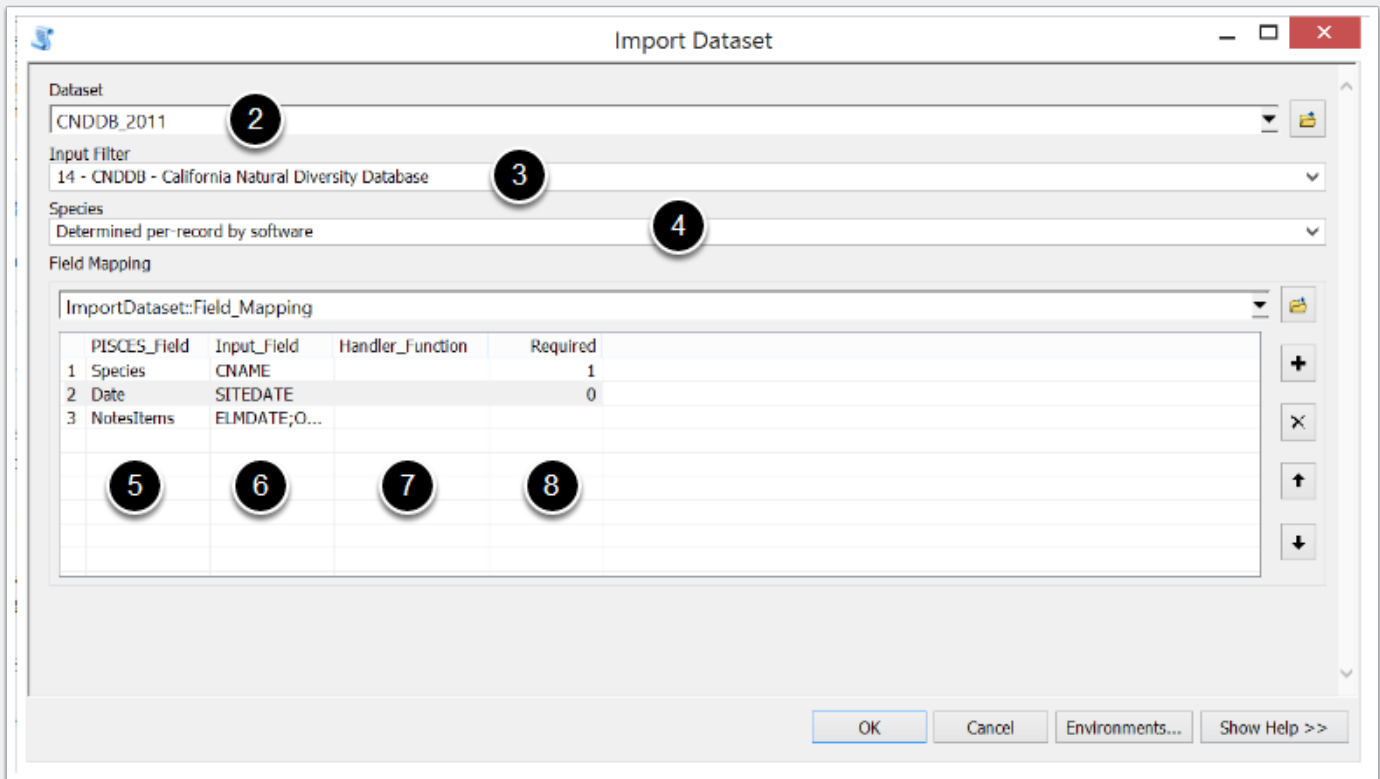 Import Dataset
Dataset
CNDDB_2011 2
Input Filter
14 - CNDDB - California Natural Diversity Database 3
Species
Determined per-record by software 4
Field Mapping
ImportDataset::Field_Mapping
PISCES_Field Input_Field Handler_Function Required
1 Species CNAME 1
2 Date SITEDATE 0
3 NotesItems ELMDATE;O...
5 6 7 8
OK Cancel Environments... Show Help >>